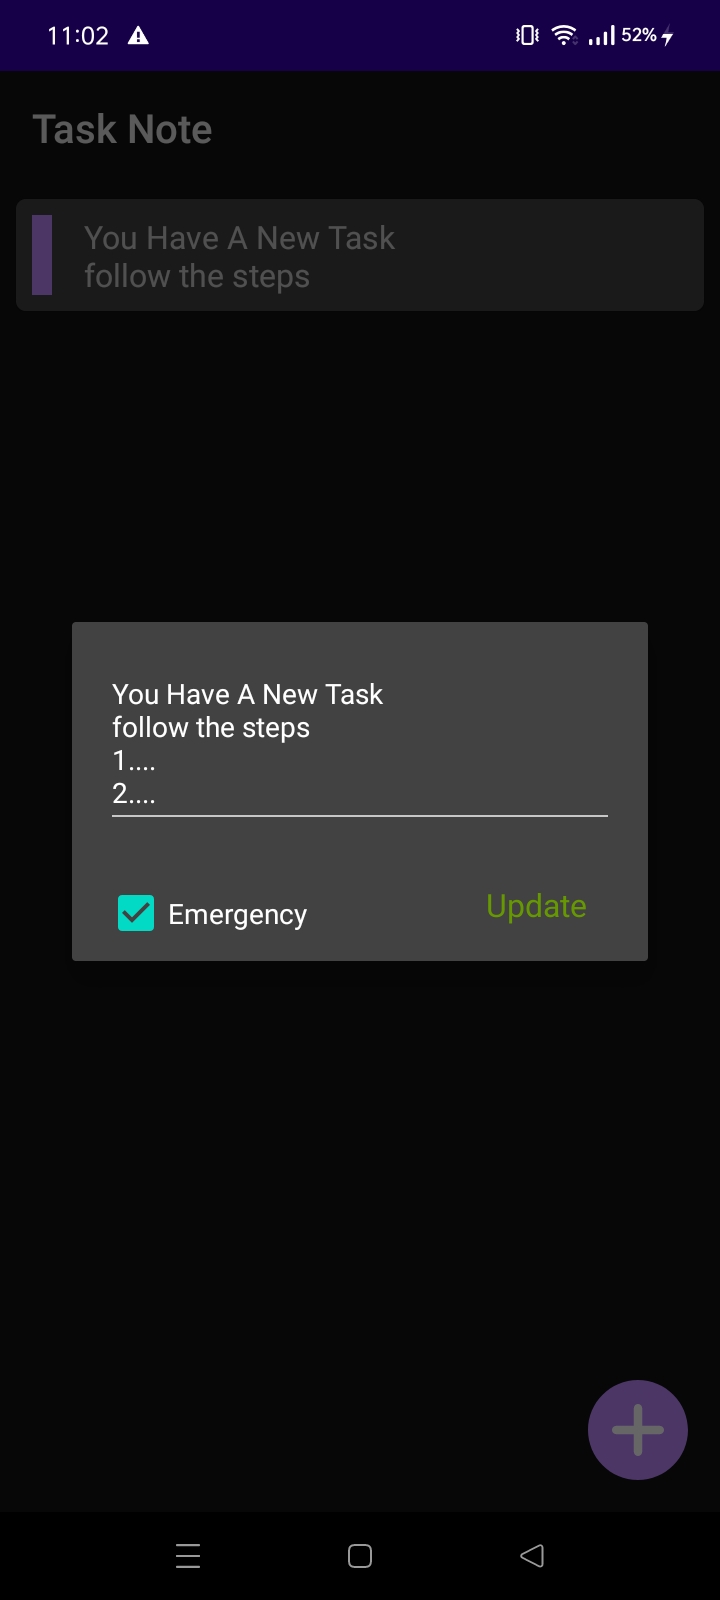 11:02
52%
Task Note
You Have A New Task
follow the steps
You Have A New Task
follow the steps
1....
2....
Emergency
Update